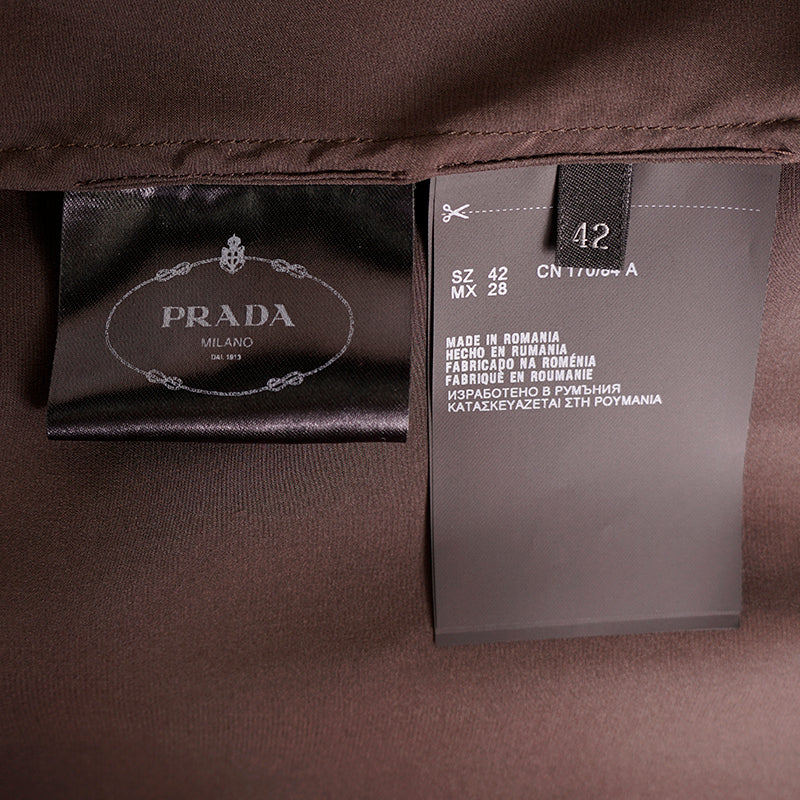 PRADA
MILANO
DAL 1913
42
SZ 42 CN 170/84 A
MX 28
MADE IN ROMANIA
HECHO EN RUMANIA
FABRICADO NA ROMÉNIA
FABRIQUÉ EN ROUMANIE
ИЗРАБОТЕНО В РУМЪНИЯ
ΚΑΤΑΣΚΕΥΑΖΕΤΑΙ ΣΤΗ ΡΟΥΜΑΝΙΑ